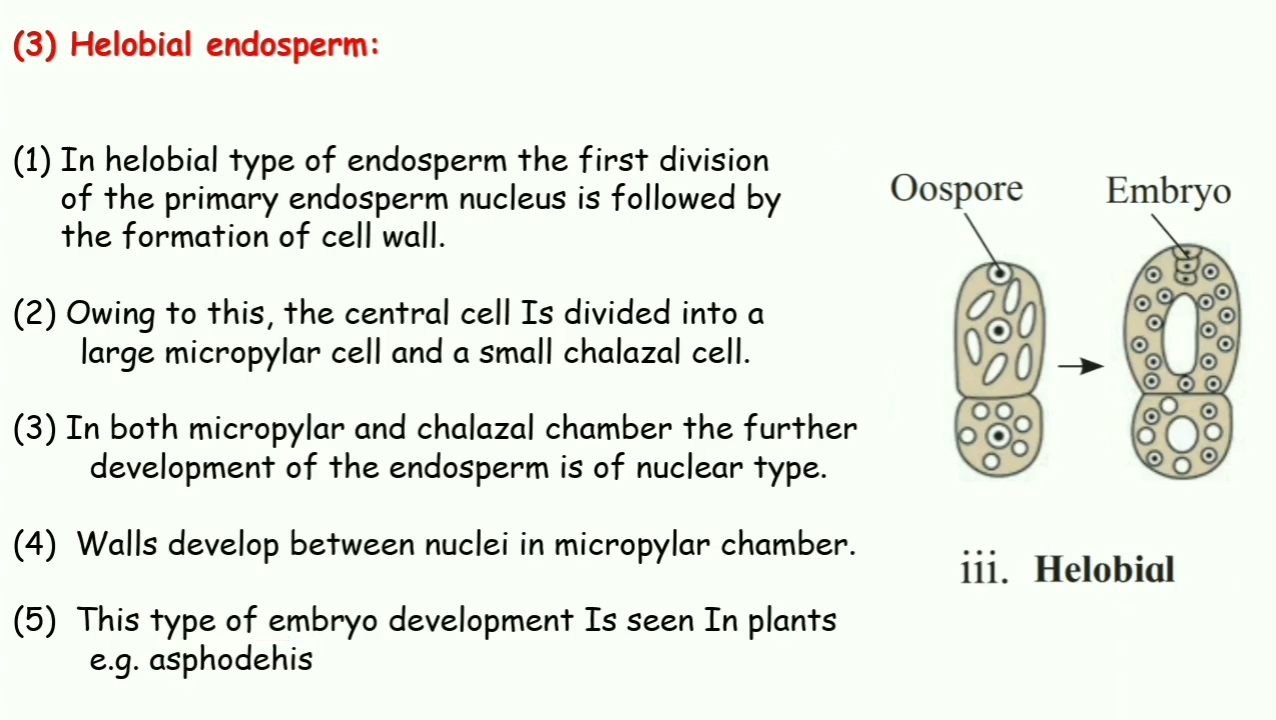 (3) Helobial endosperm:
(1) In helobial type of endosperm the first division
of the primary endosperm nucleus is followed by
the formation of cell wall.
(2) Owing to this, the central cell Is divided into a
large micropylar cell and a small chalazal cell.
(3) In both micropylar and chalazal chamber the further
development of the endosperm is of nuclear type.
(4) Walls develop between nuclei in micropylar chamber.
(5) This type of embryo development Is seen In plants
e.g. asphodehis
Oospore
Embryo
iii. Helobial